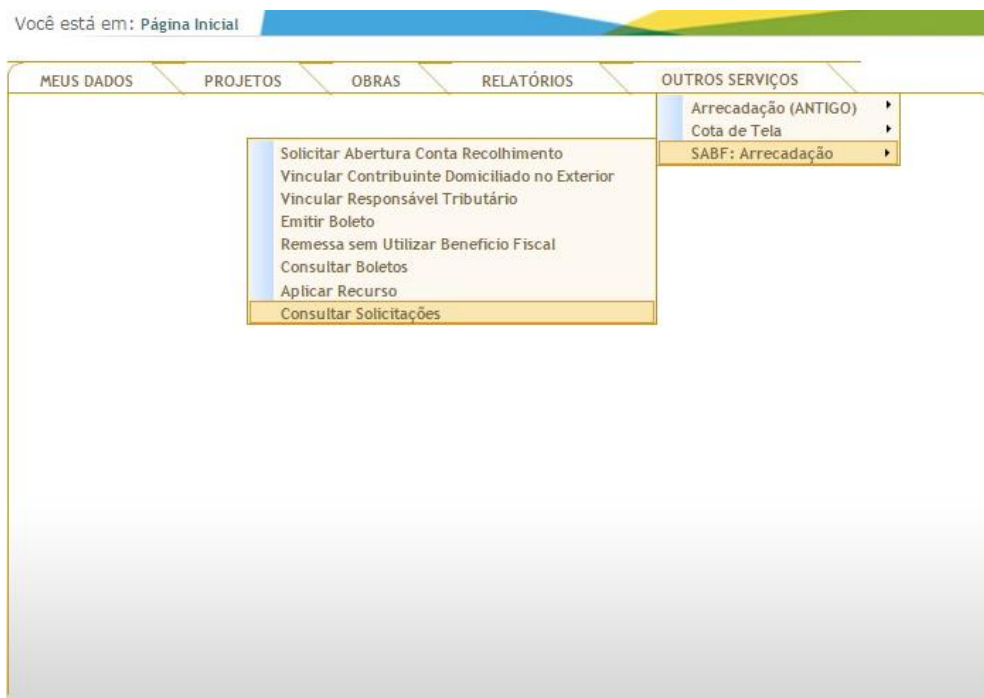 Você está em: Página Inicial
MEUS DADOS PROJETOS OBRAS RELATÓRIOS OUTROS SERVIÇOS
Arrecadação (ANTIGO)
Cota de Tela
SABF: Arrecadação
Solicitar Abertura Conta Recolhimento
Vincular Contribuinte Domiciliado no Exterior
Vincular Responsável Tributário
Emitir Boleto
Remessa sem Utilizar Beneficio Fiscal
Consultar Boletos
Aplicar Recurso
Consultar Solicitações